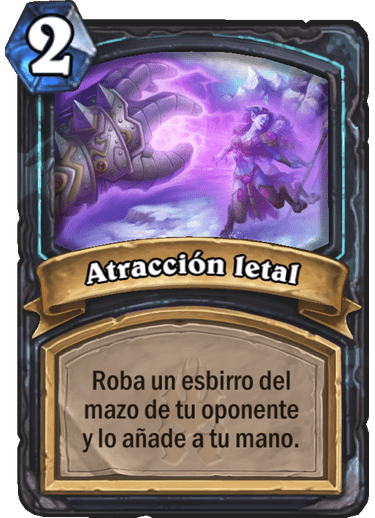 2
Atracción letal
Roba un esbirro del
mazo de tu oponente
y lo añade a tu mano.